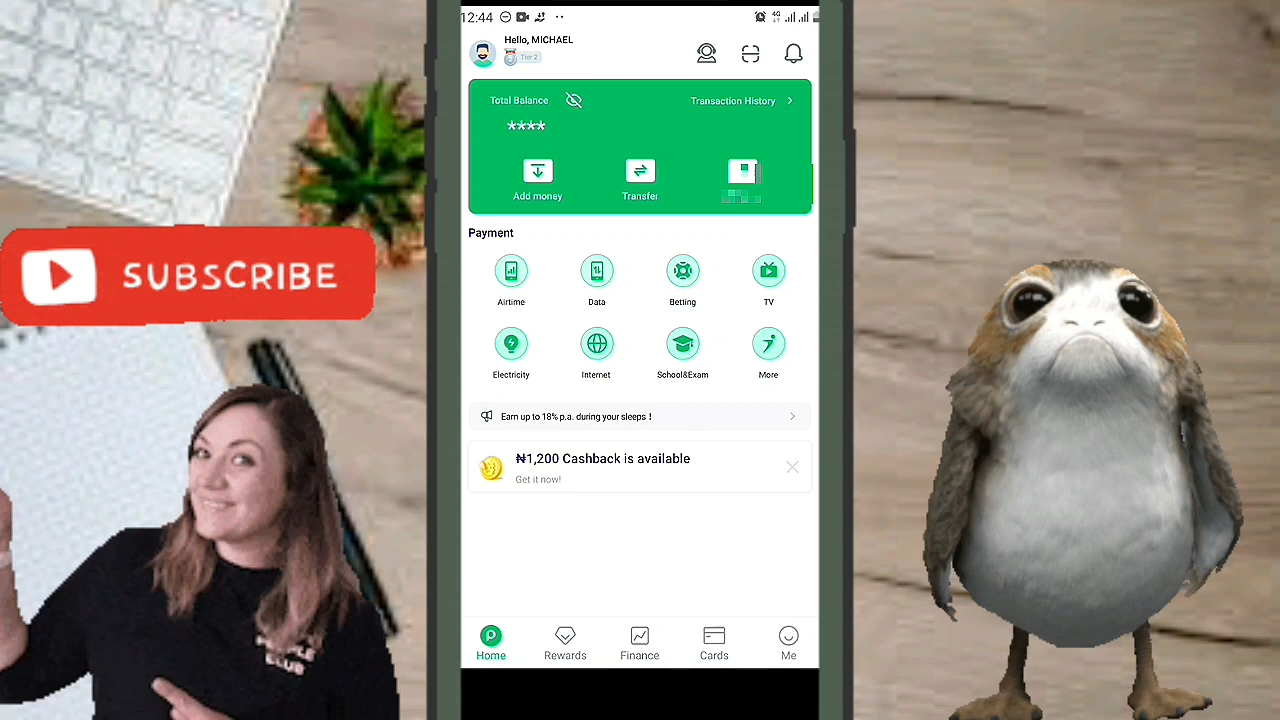 12:44
4G
Hello, MICHAEL
Tier 2
Total Balance
Transaction History >
****
Add money
Transfer
Payment
Airtime
Data
Betting
TV
Electricity
Internet
School&Exam
More
Earn up to 18% p.a. during your sleeps !
₦1,200 Cashback is available
Get it now!
Home
Rewards
Finance
Cards
Me
SUBSCRIBE
CLUB